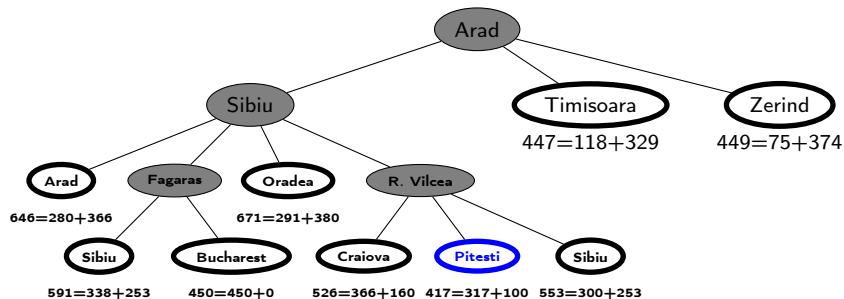 Arad
Sibiu
Timisoara
Zerind
447=118+329
449=75+374
Arad
Fagaras
Oradea
R. Vilcea
646=280+366
671=291+380
Sibiu
Bucharest
Craiova
Pitesti
Sibiu
591=338+253
450=450+0
526=366+160
417=317+100
553=300+253